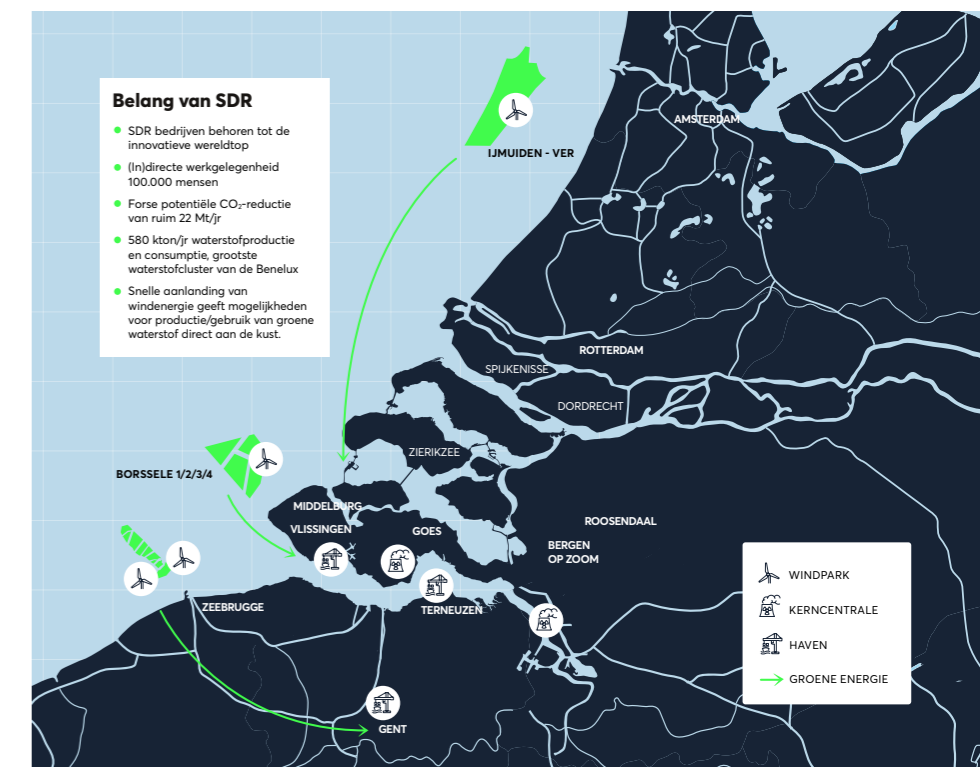 Belang van SDR
SDR bedrijven behoren tot de
innovatieve wereldtop
(In)directe werkgelegenheid
100.000 mensen
Forse potentiële CO₂-reductie
van ruim 22 Mt/jr
580 kton/jr waterstofproductie
en consumptie, grootste
waterstofcluster van de Benelux
Snelle aanlanding van
windenergie geeft mogelijkheden
voor productie/gebruik van groene
waterstof direct aan de kust.
AMSTERDAM
IJMUIDEN - VER
ROTTERDAM
SPIJKENISSE
DORDRECHT
ZIERIKZEE
BORSSELE 1/2/3/4
MIDDELBURG
VLISSINGEN
GOES
ROOSENDAAL
BERGEN
OP ZOOM
ZEEBRUGGE
TERNEUZEN
GENT
WINDPARK
KERNCENTRALE
HAVEN
GROENE ENERGIE